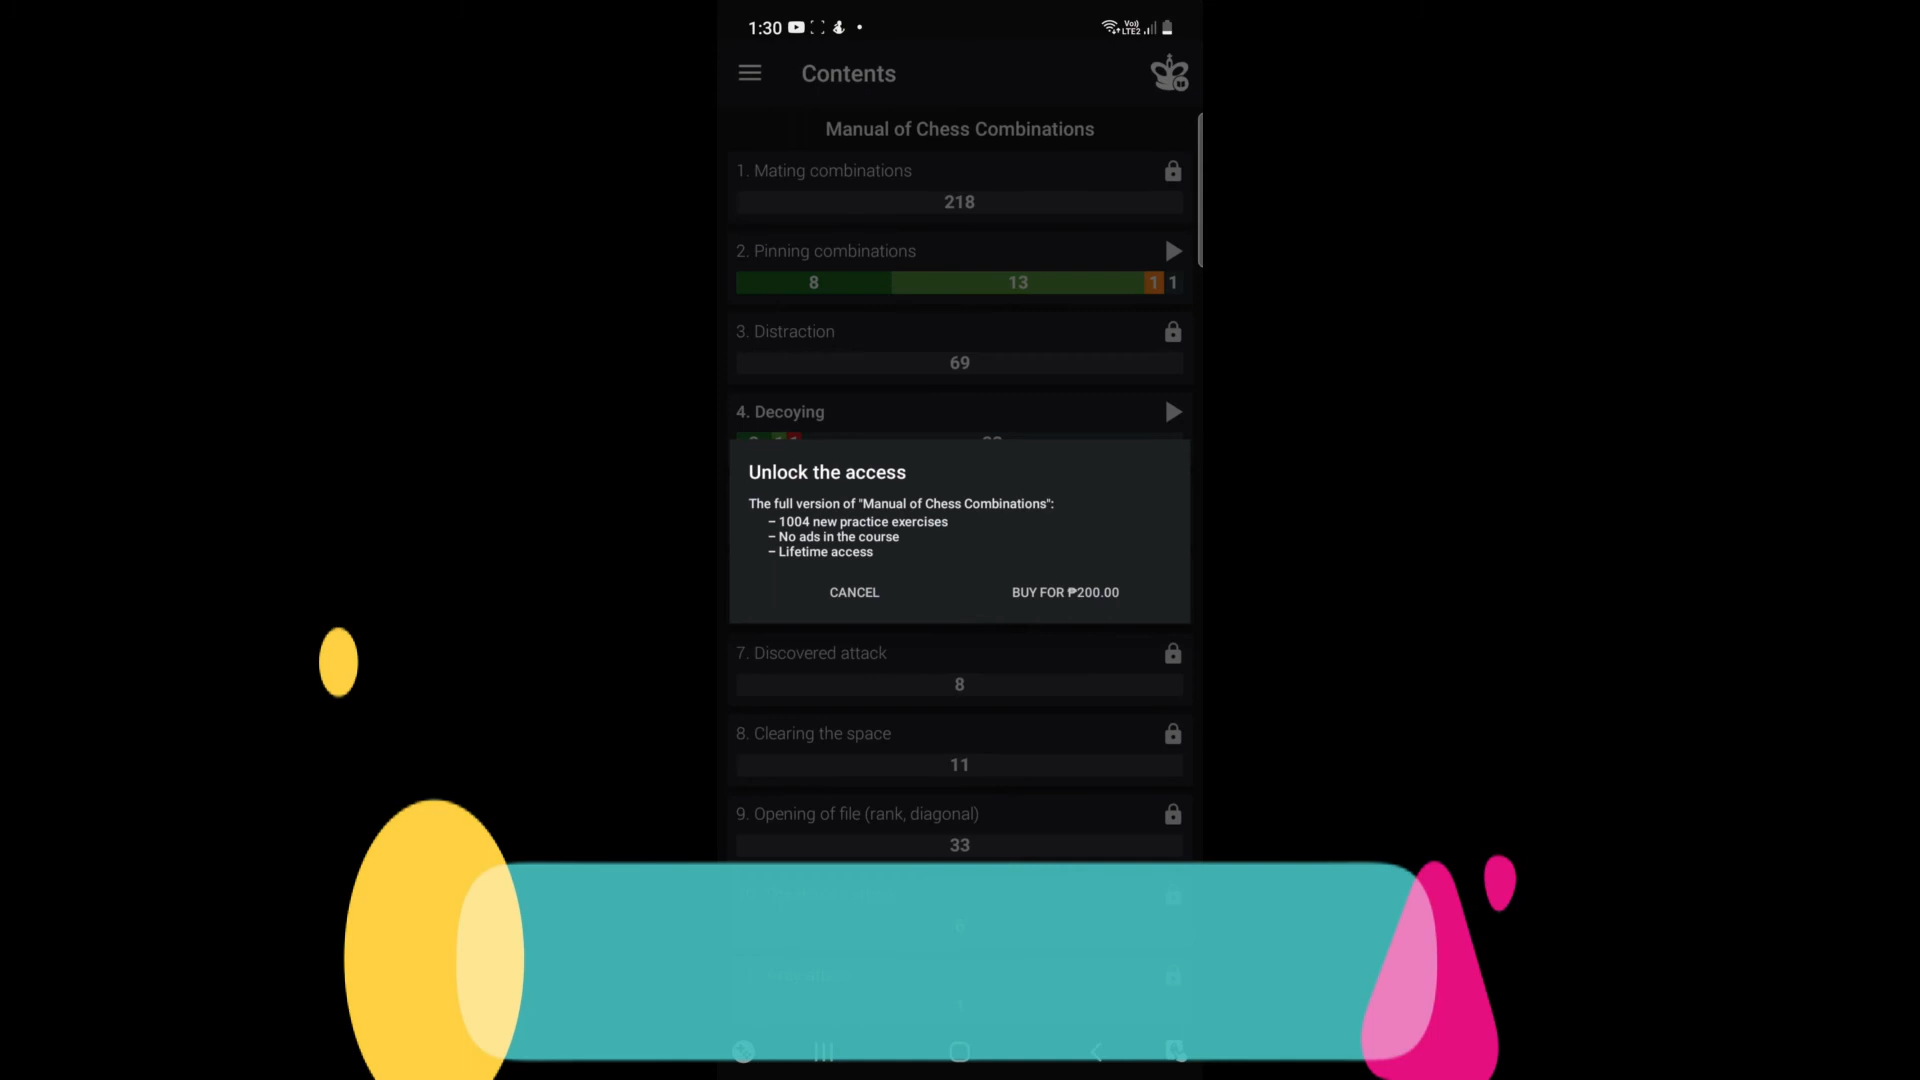 1:30
Vo))
LTE2
Contents
Manual of Chess Combinations
1. Mating combinations
218
2. Pinning combinations
8 13 1 1
3. Distraction
69
4. Decoying
Unlock the access
The full version of "Manual of Chess Combinations":
– 1004 new practice exercises
– No ads in the course
– Lifetime access
CANCEL BUY FOR ₱200.00
7. Discovered attack
8
8. Clearing the space
11
9. Opening of file (rank, diagonal)
33